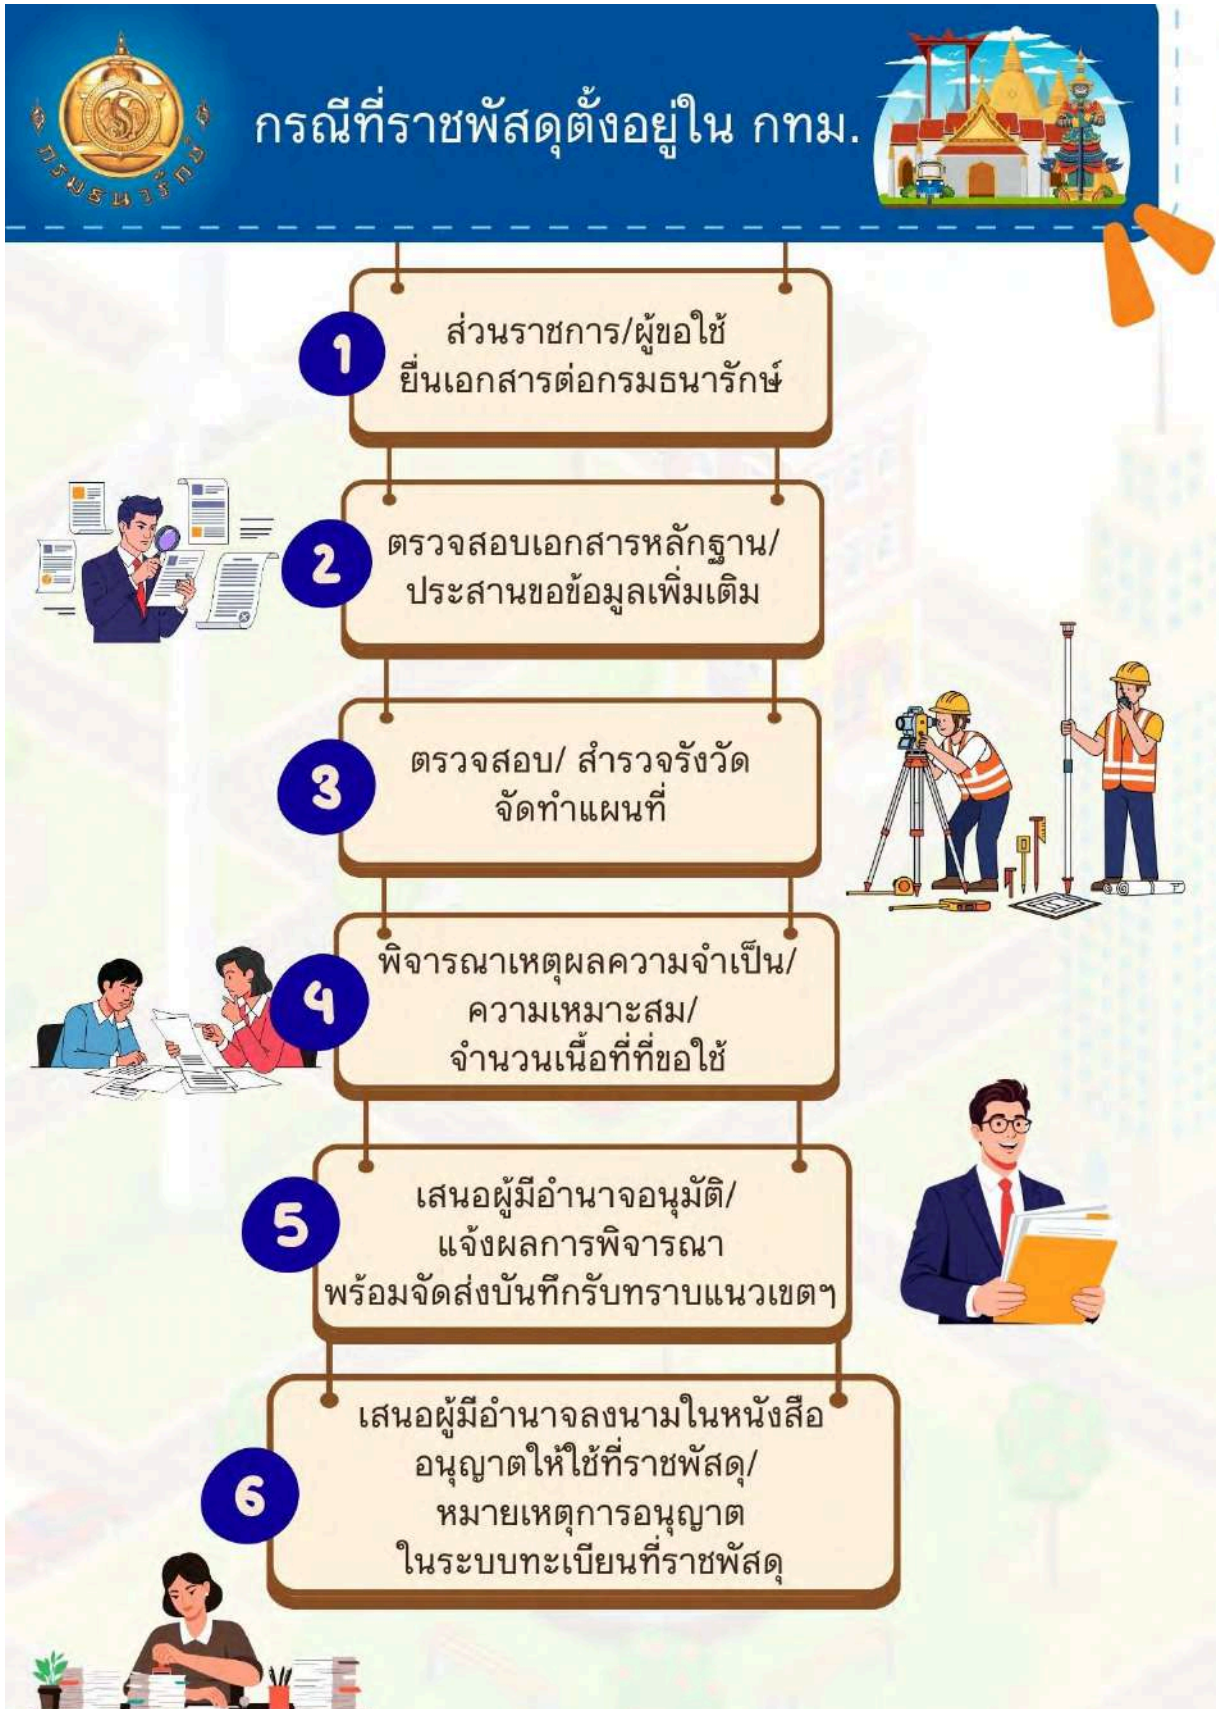 กรมธนารักษ์
กรณีที่ราชพัสดุตั้งอยู่ใน กทม.
1
ส่วนราชการ/ผู้ขอใช้
ยื่นเอกสารต่อกรมธนารักษ์
2
ตรวจสอบเอกสารหลักฐาน/
ประสานขอข้อมูลเพิ่มเติม
3
ตรวจสอบ/ สำรวจรังวัด
จัดทำแผนที่
4
พิจารณาเหตุผลความจำเป็น/
ความเหมาะสม/
จำนวนเนื้อที่ที่ขอใช้
5
เสนอผู้มีอำนาจอนุมัติ/
แจ้งผลการพิจารณา
พร้อมจัดส่งบันทึกรับทราบแนวเขตฯ
6
เสนอผู้มีอำนาจลงนามในหนังสือ
อนุญาตให้ใช้ที่ราชพัสดุ/
หมายเหตุการอนุญาต
ในระบบทะเบียนที่ราชพัสดุ